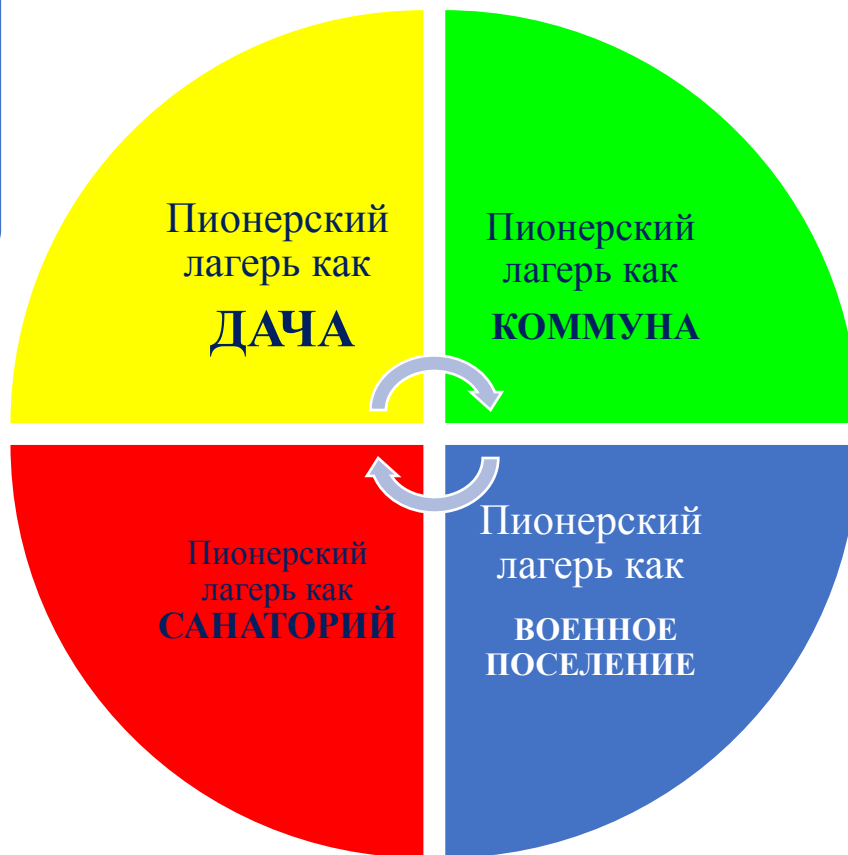 Пионерский
лагерь как
ДАЧА
Пионерский
лагерь как
КОММУНА
Пионерский
лагерь как
САНАТОРИЙ
Пионерский
лагерь как
ВОЕННОЕ
ПОСЕЛЕНИЕ